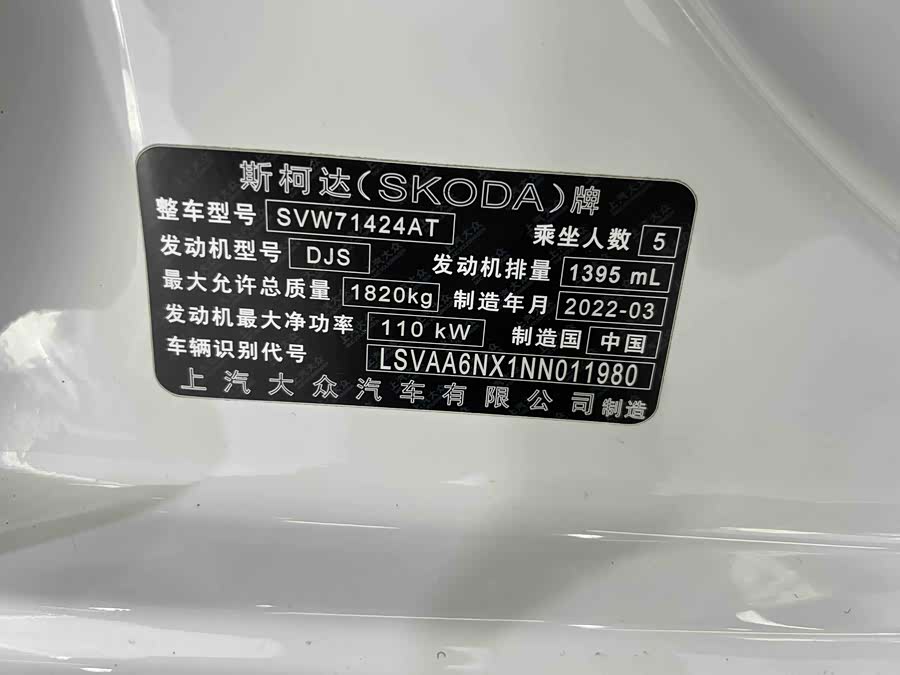 斯柯达(SKODA)牌
整车型号 SVW71424AT 乘坐人数 5
发动机型号 DJS 发动机排量 1395 mL
最大允许总质量 1820kg 制造年月 2022-03
发动机最大净功率 110 kW 制造国 中国
车辆识别代号 LSVAA6NX1NN011980
上汽大众汽车有限公司制造